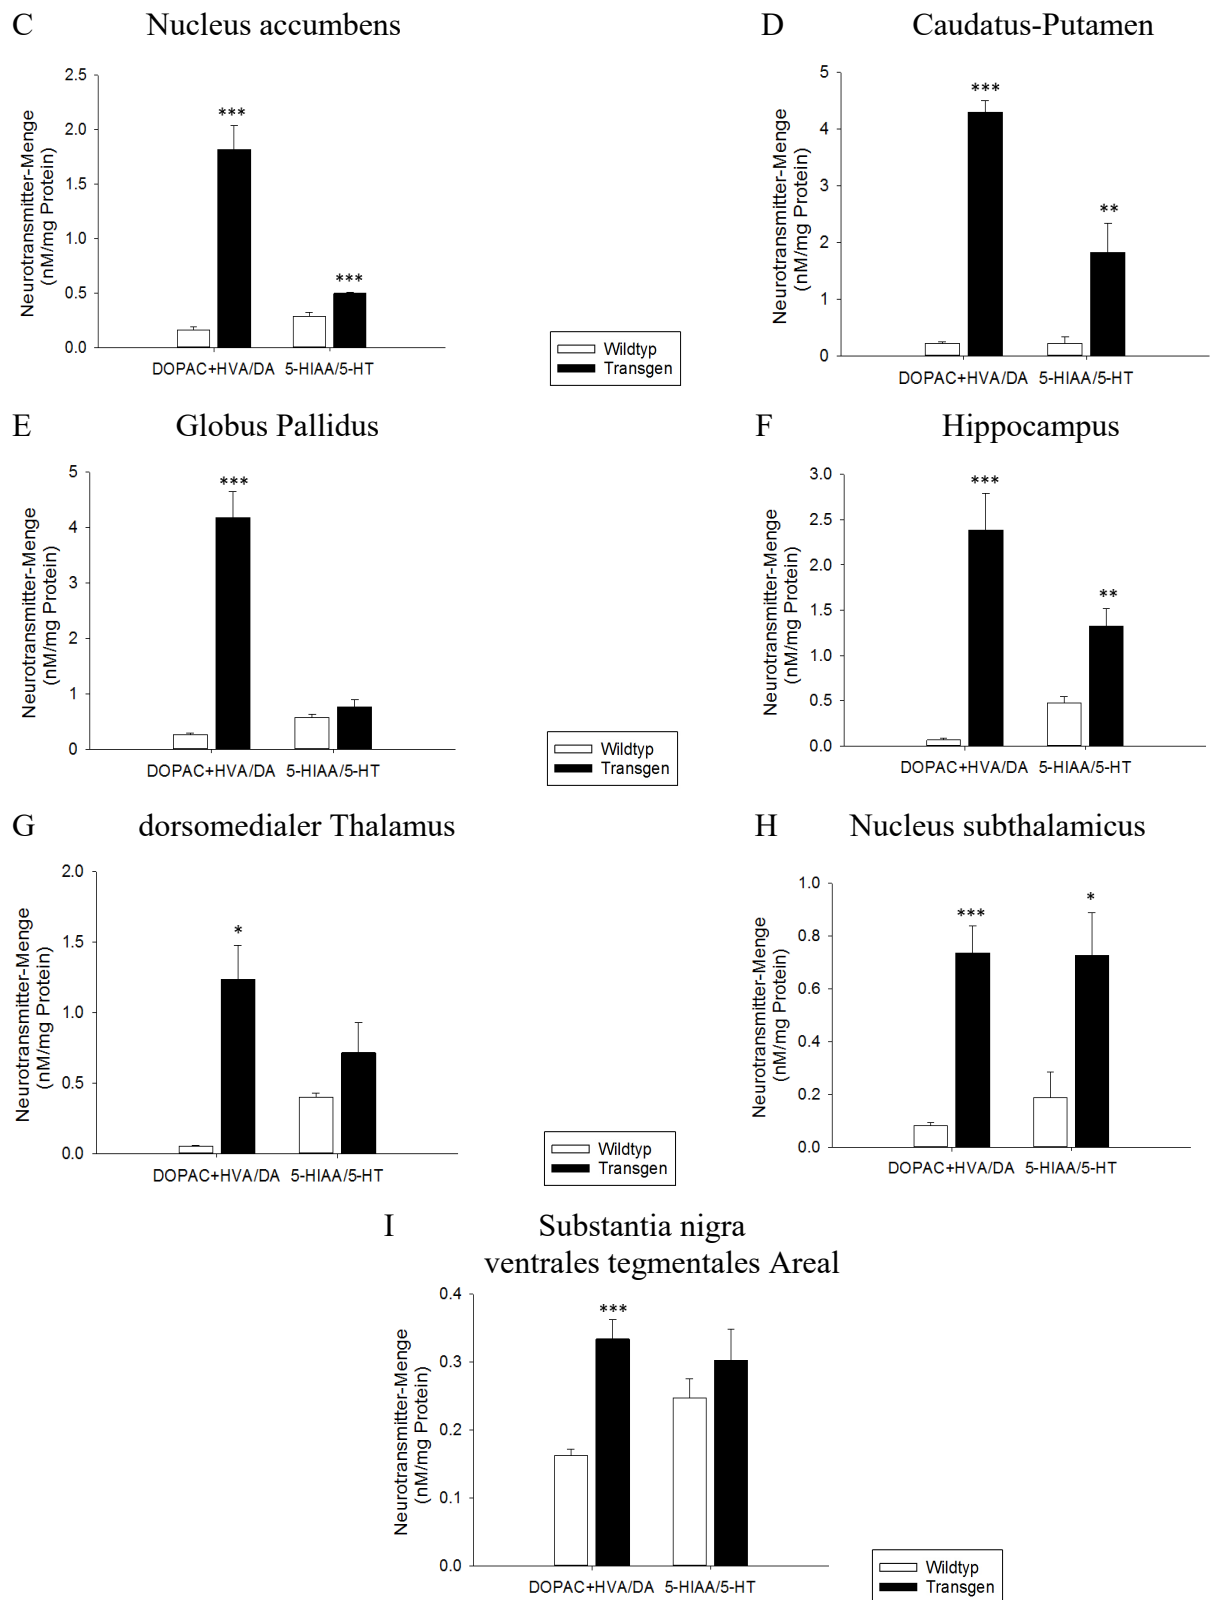 C Nucleus accumbens
Neurotransmitter-Menge
(nM/mg Protein)
2.5
2.0
1.5
1.0
0.5
0.0
***
***
DOPAC+HVA/DA 5-HIAA/5-HT
Wildtyp
Transgen
D Caudatus-Putamen
Neurotransmitter-Menge
(nM/mg Protein)
5
4
3
2
1
0
***
**
DOPAC+HVA/DA 5-HIAA/5-HT
E Globus Pallidus
Neurotransmitter-Menge
(nM/mg Protein)
5
4
3
2
1
0
***
DOPAC+HVA/DA 5-HIAA/5-HT
Wildtyp
Transgen
F Hippocampus
Neurotransmitter-Menge
(nM/mg Protein)
3.0
2.5
2.0
1.5
1.0
0.5
0.0
***
**
DOPAC+HVA/DA 5-HIAA/5-HT
G dorsomedialer Thalamus
Neurotransmitter-Menge
(nM/mg Protein)
2.0
1.5
1.0
0.5
0.0
*
DOPAC+HVA/DA 5-HIAA/5-HT
Wildtyp
Transgen
H Nucleus subthalamicus
Neurotransmitter-Menge
(nM/mg Protein)
1.0
0.8
0.6
0.4
0.2
0.0
***
*
DOPAC+HVA/DA 5-HIAA/5-HT
I Substantia nigra
ventrales tegmentales Areal
Neurotransmitter-Menge
(nM/mg Protein)
0.4
0.3
0.2
0.1
0.0
***
DOPAC+HVA/DA 5-HIAA/5-HT
Wildtyp
Transgen